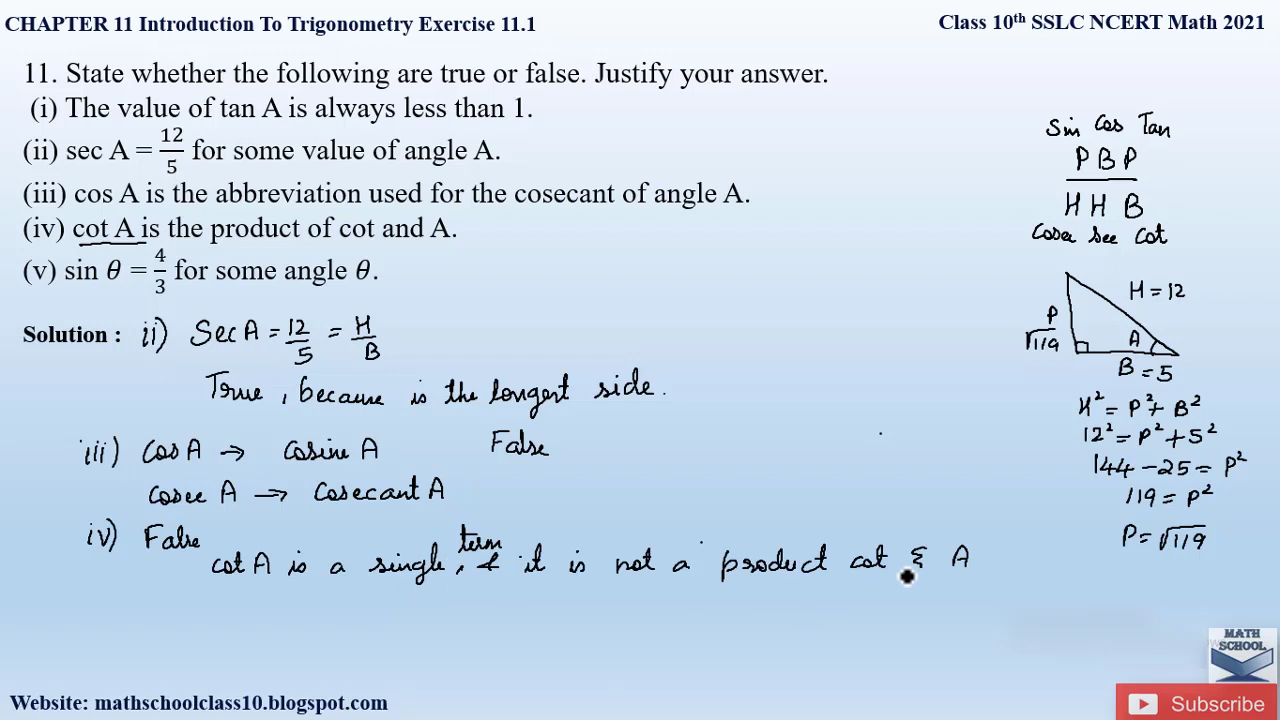 CHAPTER 11 Introduction To Trigonometry Exercise 11.1
Class 10th SSLC NCERT Math 2021
11. State whether the following are true or false. Justify your answer.
(i) The value of tan A is always less than 1.
(ii) sec A = 12/5 for some value of angle A.
(iii) cos A is the abbreviation used for the cosecant of angle A.
(iv) cot A is the product of cot and A.
(v) sin θ = 4/3 for some angle θ.
Solution : ii) Sec A = 12/5 = H/B
True, because is the longest side.
iii) Cos A → Cosine A False
Cosec A → Cosecant A
iv) False
cot A is a single term, & it is not a product cot & A
Sin Cos Tan
P B P
H H B
Cosec sec cot
H = 12
P
√119
A
B = 5
H² = P² + B²
12² = P² + 5²
144 - 25 = P²
119 = P²
P = √119
MATH
SCHOOL
Website: mathschoolclass10.blogspot.com
Subscribe